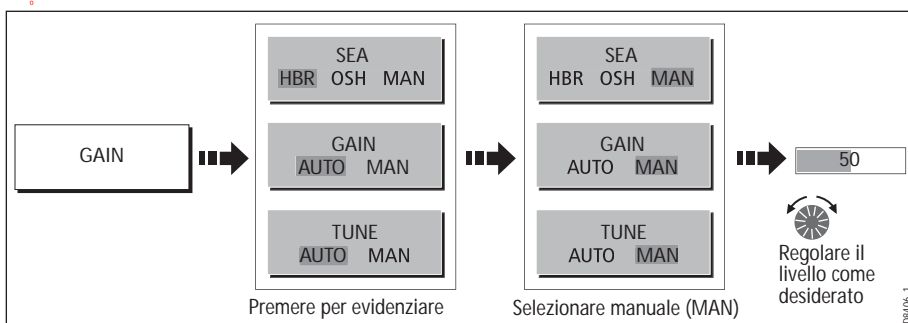 GAIN
SEA
HBR OSH MAN
GAIN
AUTO MAN
TUNE
AUTO MAN
Premere per evidenziare
SEA
HBR OSH MAN
GAIN
AUTO MAN
TUNE
AUTO MAN
Selezionare manuale (MAN)
50
Regolare il
livello come
desiderato
D8406_1